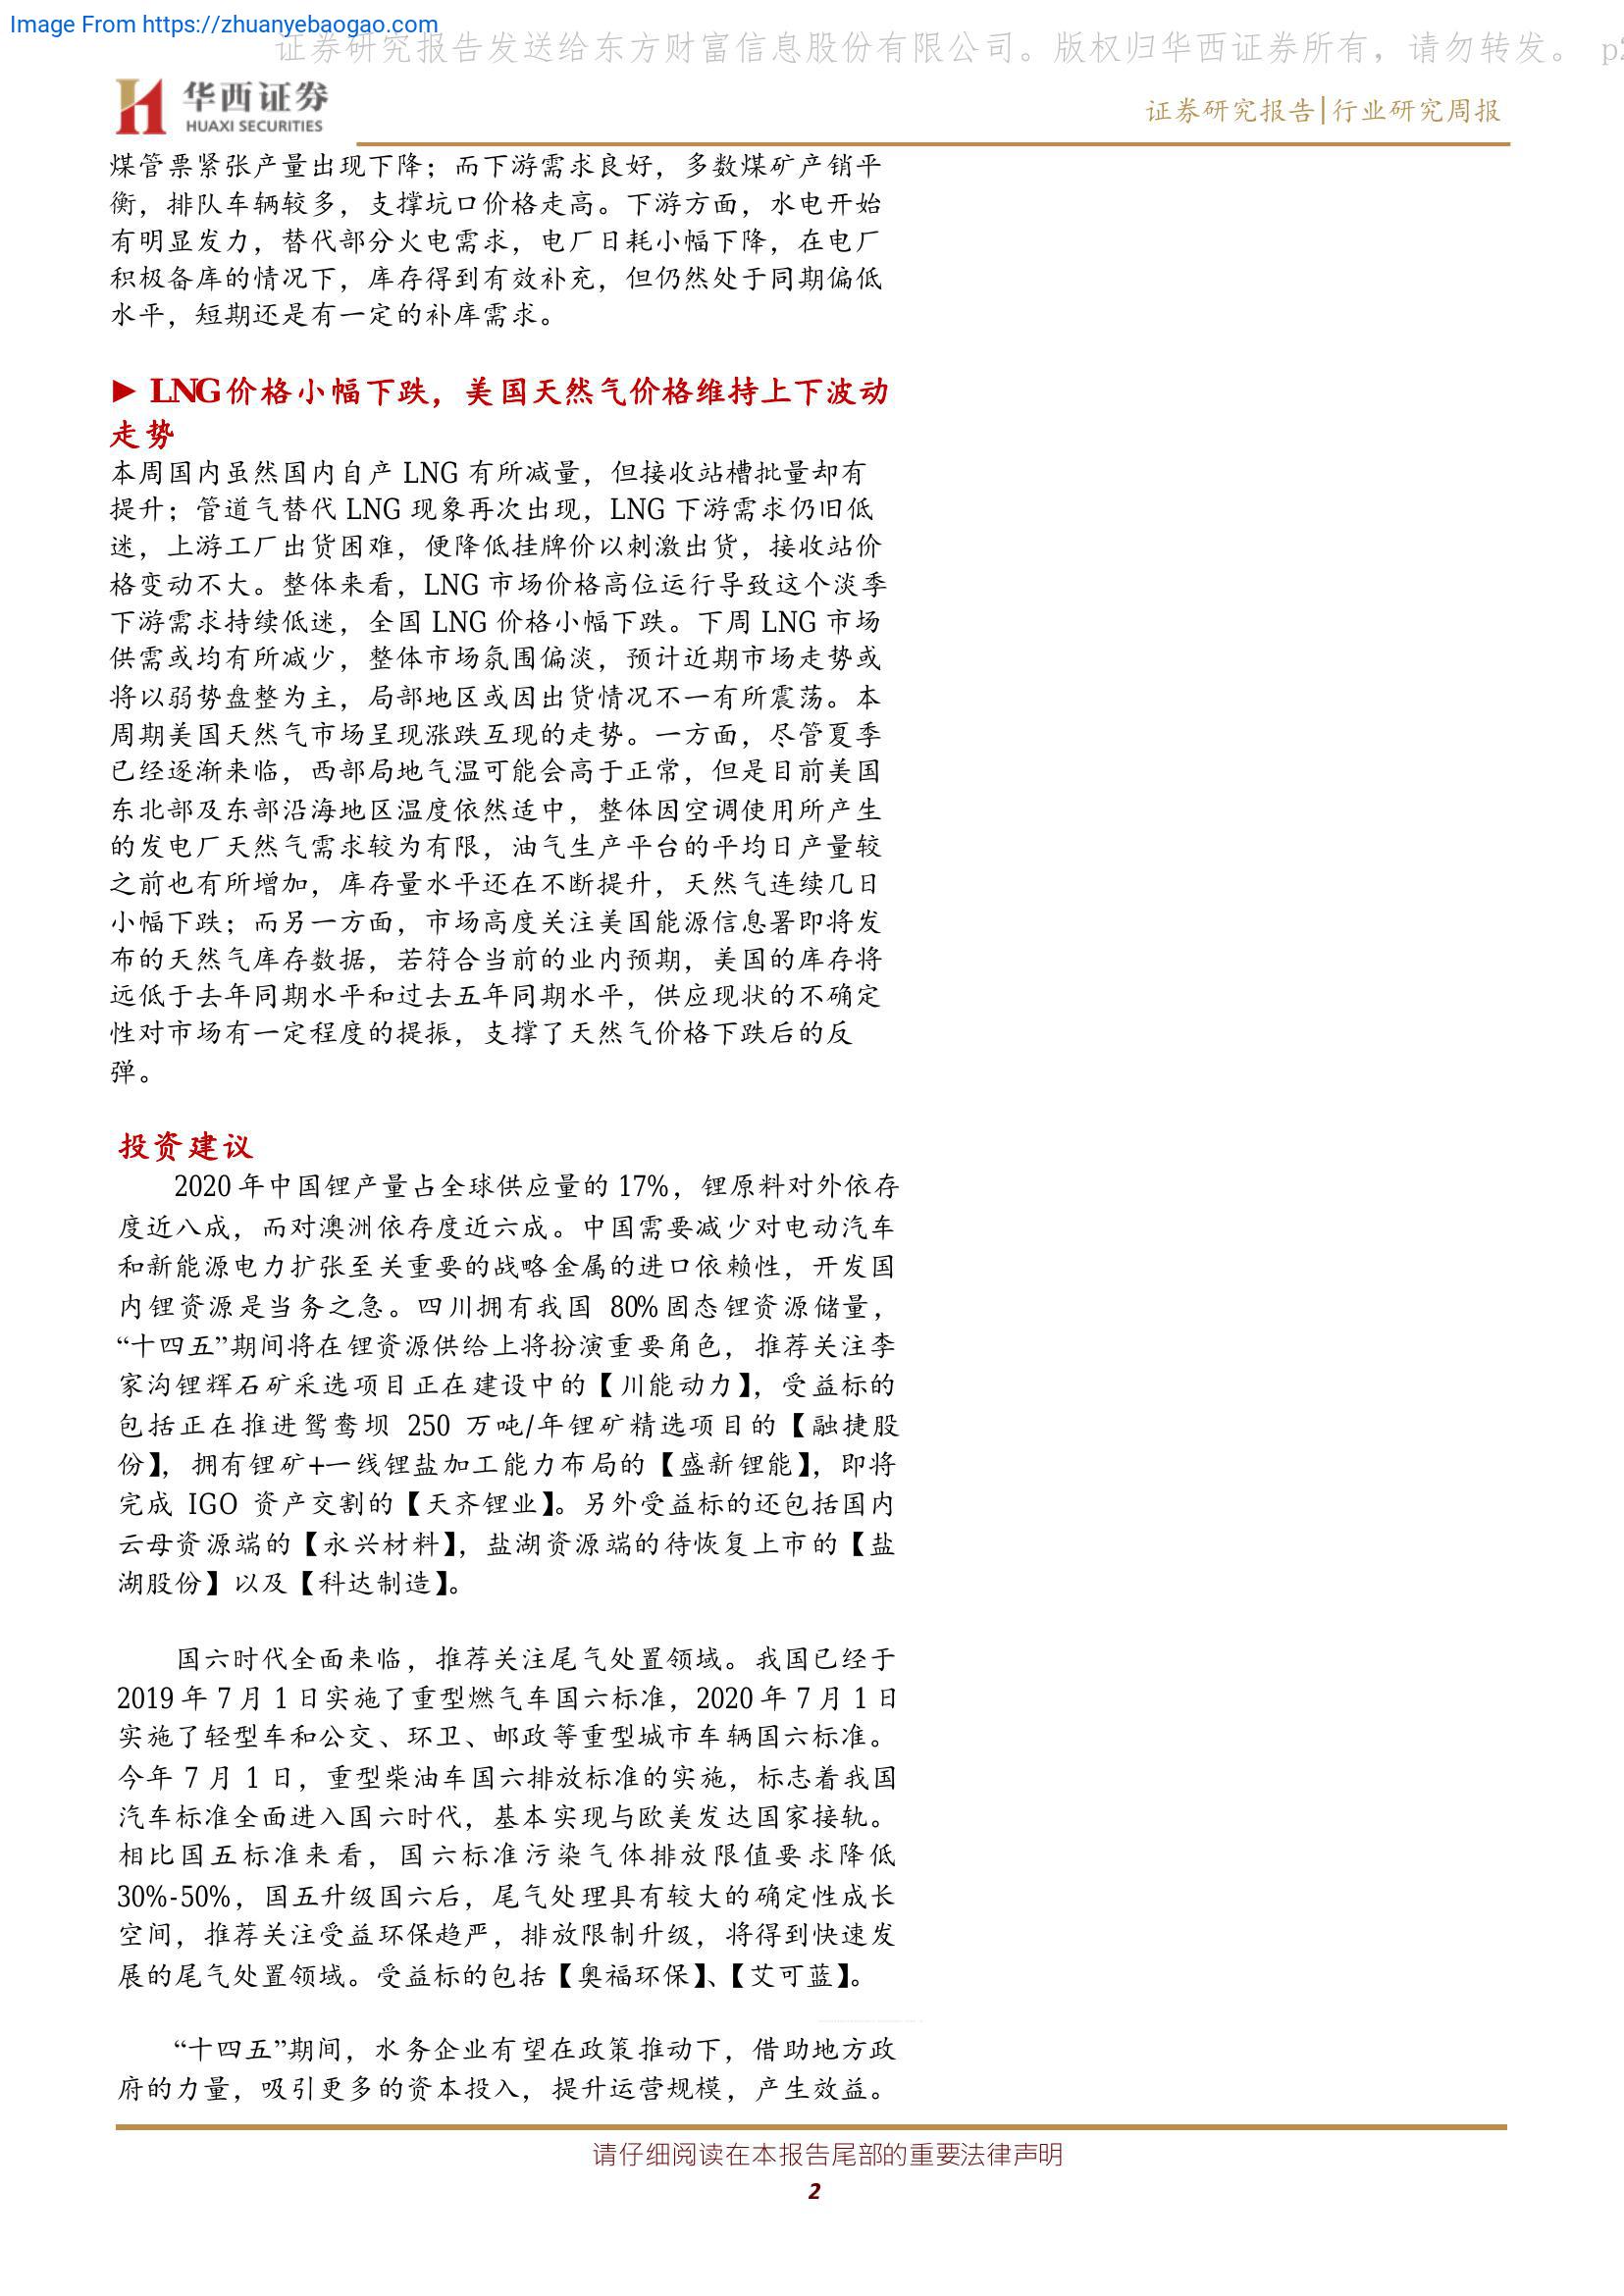 Image From https://zhuanyebaogao.com
证券研究报告发送给东方财富信息股份有限公司。版权归华西证券所有，请勿转发。 p2
华西证券
HUAXI SECURITIES
证券研究报告|行业研究周报
煤管票紧张产量出现下降；而下游需求良好，多数煤矿产销平
衡，排队车辆较多，支撑坑口价格走高。下游方面，水电开始
有明显发力，替代部分火电需求，电厂日耗小幅下降，在电厂
积极备库的情况下，库存得到有效补充，但仍然处于同期偏低
水平，短期还是有一定的补库需求。
► LNG价格小幅下跌，美国天然气价格维持上下波动
走势
本周国内虽然国内自产 LNG 有所减量，但接收站槽批量却有
提升；管道气替代 LNG 现象再次出现，LNG 下游需求仍旧低
迷，上游工厂出货困难，便降低挂牌价以刺激出货，接收站价
格变动不大。整体来看，LNG 市场价格高位运行导致这个淡季
下游需求持续低迷，全国 LNG 价格小幅下跌。下周 LNG 市场
供需或均有所减少，整体市场氛围偏淡，预计近期市场走势或
将以弱势盘整为主，局部地区或因出货情况不一有所震荡。本
周期美国天然气市场呈现涨跌互现的走势。一方面，尽管夏季
已经逐渐来临，西部局地气温可能会高于正常，但是目前美国
东北部及东部沿海地区温度依然适中，整体因空调使用所产生
的发电厂天然气需求较为有限，油气生产平台的平均日产量较
之前也有所增加，库存量水平还在不断提升，天然气连续几日
小幅下跌；而另一方面，市场高度关注美国能源信息署即将发
布的天然气库存数据，若符合当前的业内预期，美国的库存将
远低于去年同期水平和过去五年同期水平，供应现状的不确定
性对市场有一定程度的提振，支撑了天然气价格下跌后的反
弹。
投资建议
2020 年中国锂产量占全球供应量的 17%，锂原料对外依存
度近八成，而对澳洲依存度近六成。中国需要减少对电动汽车
和新能源电力扩张至关重要的战略金属的进口依赖性，开发国
内锂资源是当务之急。四川拥有我国 80%固态锂资源储量，
“十四五”期间将在锂资源供给上将扮演重要角色，推荐关注李
家沟锂辉石矿采选项目正在建设中的【川能动力】，受益标的
包括正在推进鸳鸯坝 250 万吨/年锂矿精选项目的【融捷股
份】，拥有锂矿+一线锂盐加工能力布局的【盛新锂能】，即将
完成 IGO 资产交割的【天齐锂业】。另外受益标的还包括国内
云母资源端的【永兴材料】，盐湖资源端的待恢复上市的【盐
湖股份】以及【科达制造】。
国六时代全面来临，推荐关注尾气处置领域。我国已经于
2019 年 7 月 1 日实施了重型燃气车国六标准，2020 年 7 月 1 日
实施了轻型车和公交、环卫、邮政等重型城市车辆国六标准。
今年 7 月 1 日，重型柴油车国六排放标准的实施，标志着我国
汽车标准全面进入国六时代，基本实现与欧美发达国家接轨。
相比国五标准来看，国六标准污染气体排放限值要求降低
30%-50%，国五升级国六后，尾气处理具有较大的确定性成长
空间，推荐关注受益环保趋严，排放限制升级，将得到快速发
展的尾气处置领域。受益标的包括【奥福环保】、【艾可蓝】。
“十四五”期间，水务企业有望在政策推动下，借助地方政
府的力量，吸引更多的资本投入，提升运营规模，产生效益。
请仔细阅读在本报告尾部的重要法律声明
2